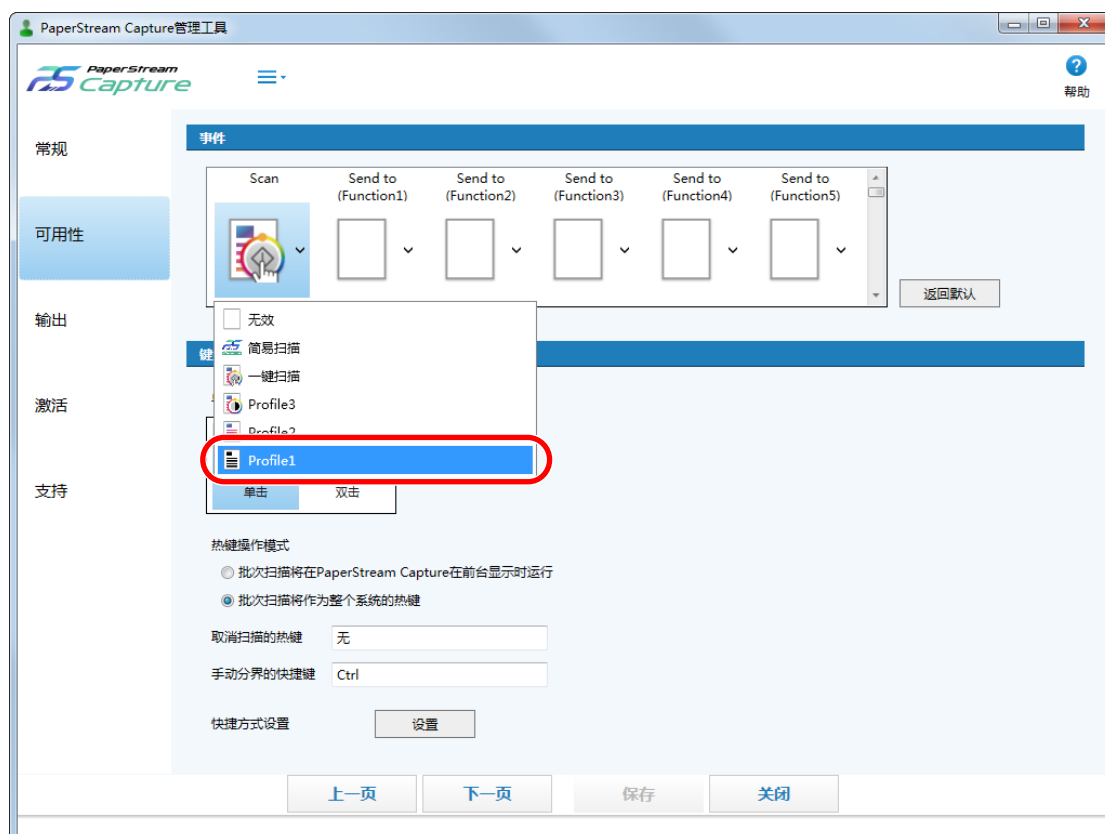 PaperStream Capture管理工具
PaperStream
Capture
帮助
常规
可用性
输出
激活
支持
事件
Scan
Send to
(Function1)
Send to
(Function2)
Send to
(Function3)
Send to
(Function4)
Send to
(Function5)
返回默认
无效
简易扫描
键
一键扫描
Profile3
Profile2
Profile1
单击 双击
热键操作模式
批次扫描将在PaperStream Capture在前台显示时运行
批次扫描将作为整个系统的热键
取消扫描的热键 无
手动分界的快捷键 Ctrl
快捷方式设置 设置
上一页 下一页 保存 关闭